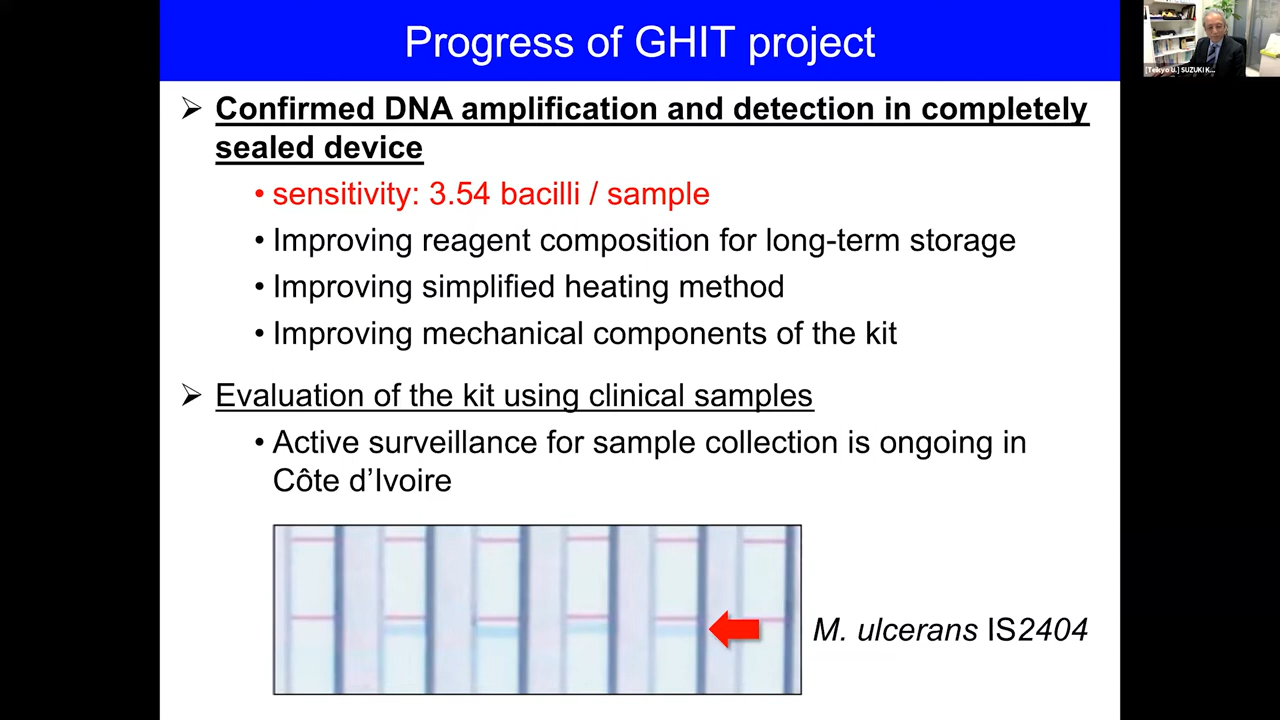 Progress of GHIT project
[Teikyo U.] SUZUKI K...
➢ Confirmed DNA amplification and detection in completely
sealed device
• sensitivity: 3.54 bacilli / sample
• Improving reagent composition for long-term storage
• Improving simplified heating method
• Improving mechanical components of the kit
➢ Evaluation of the kit using clinical samples
• Active surveillance for sample collection is ongoing in
Côte d’Ivoire
M. ulcerans IS2404